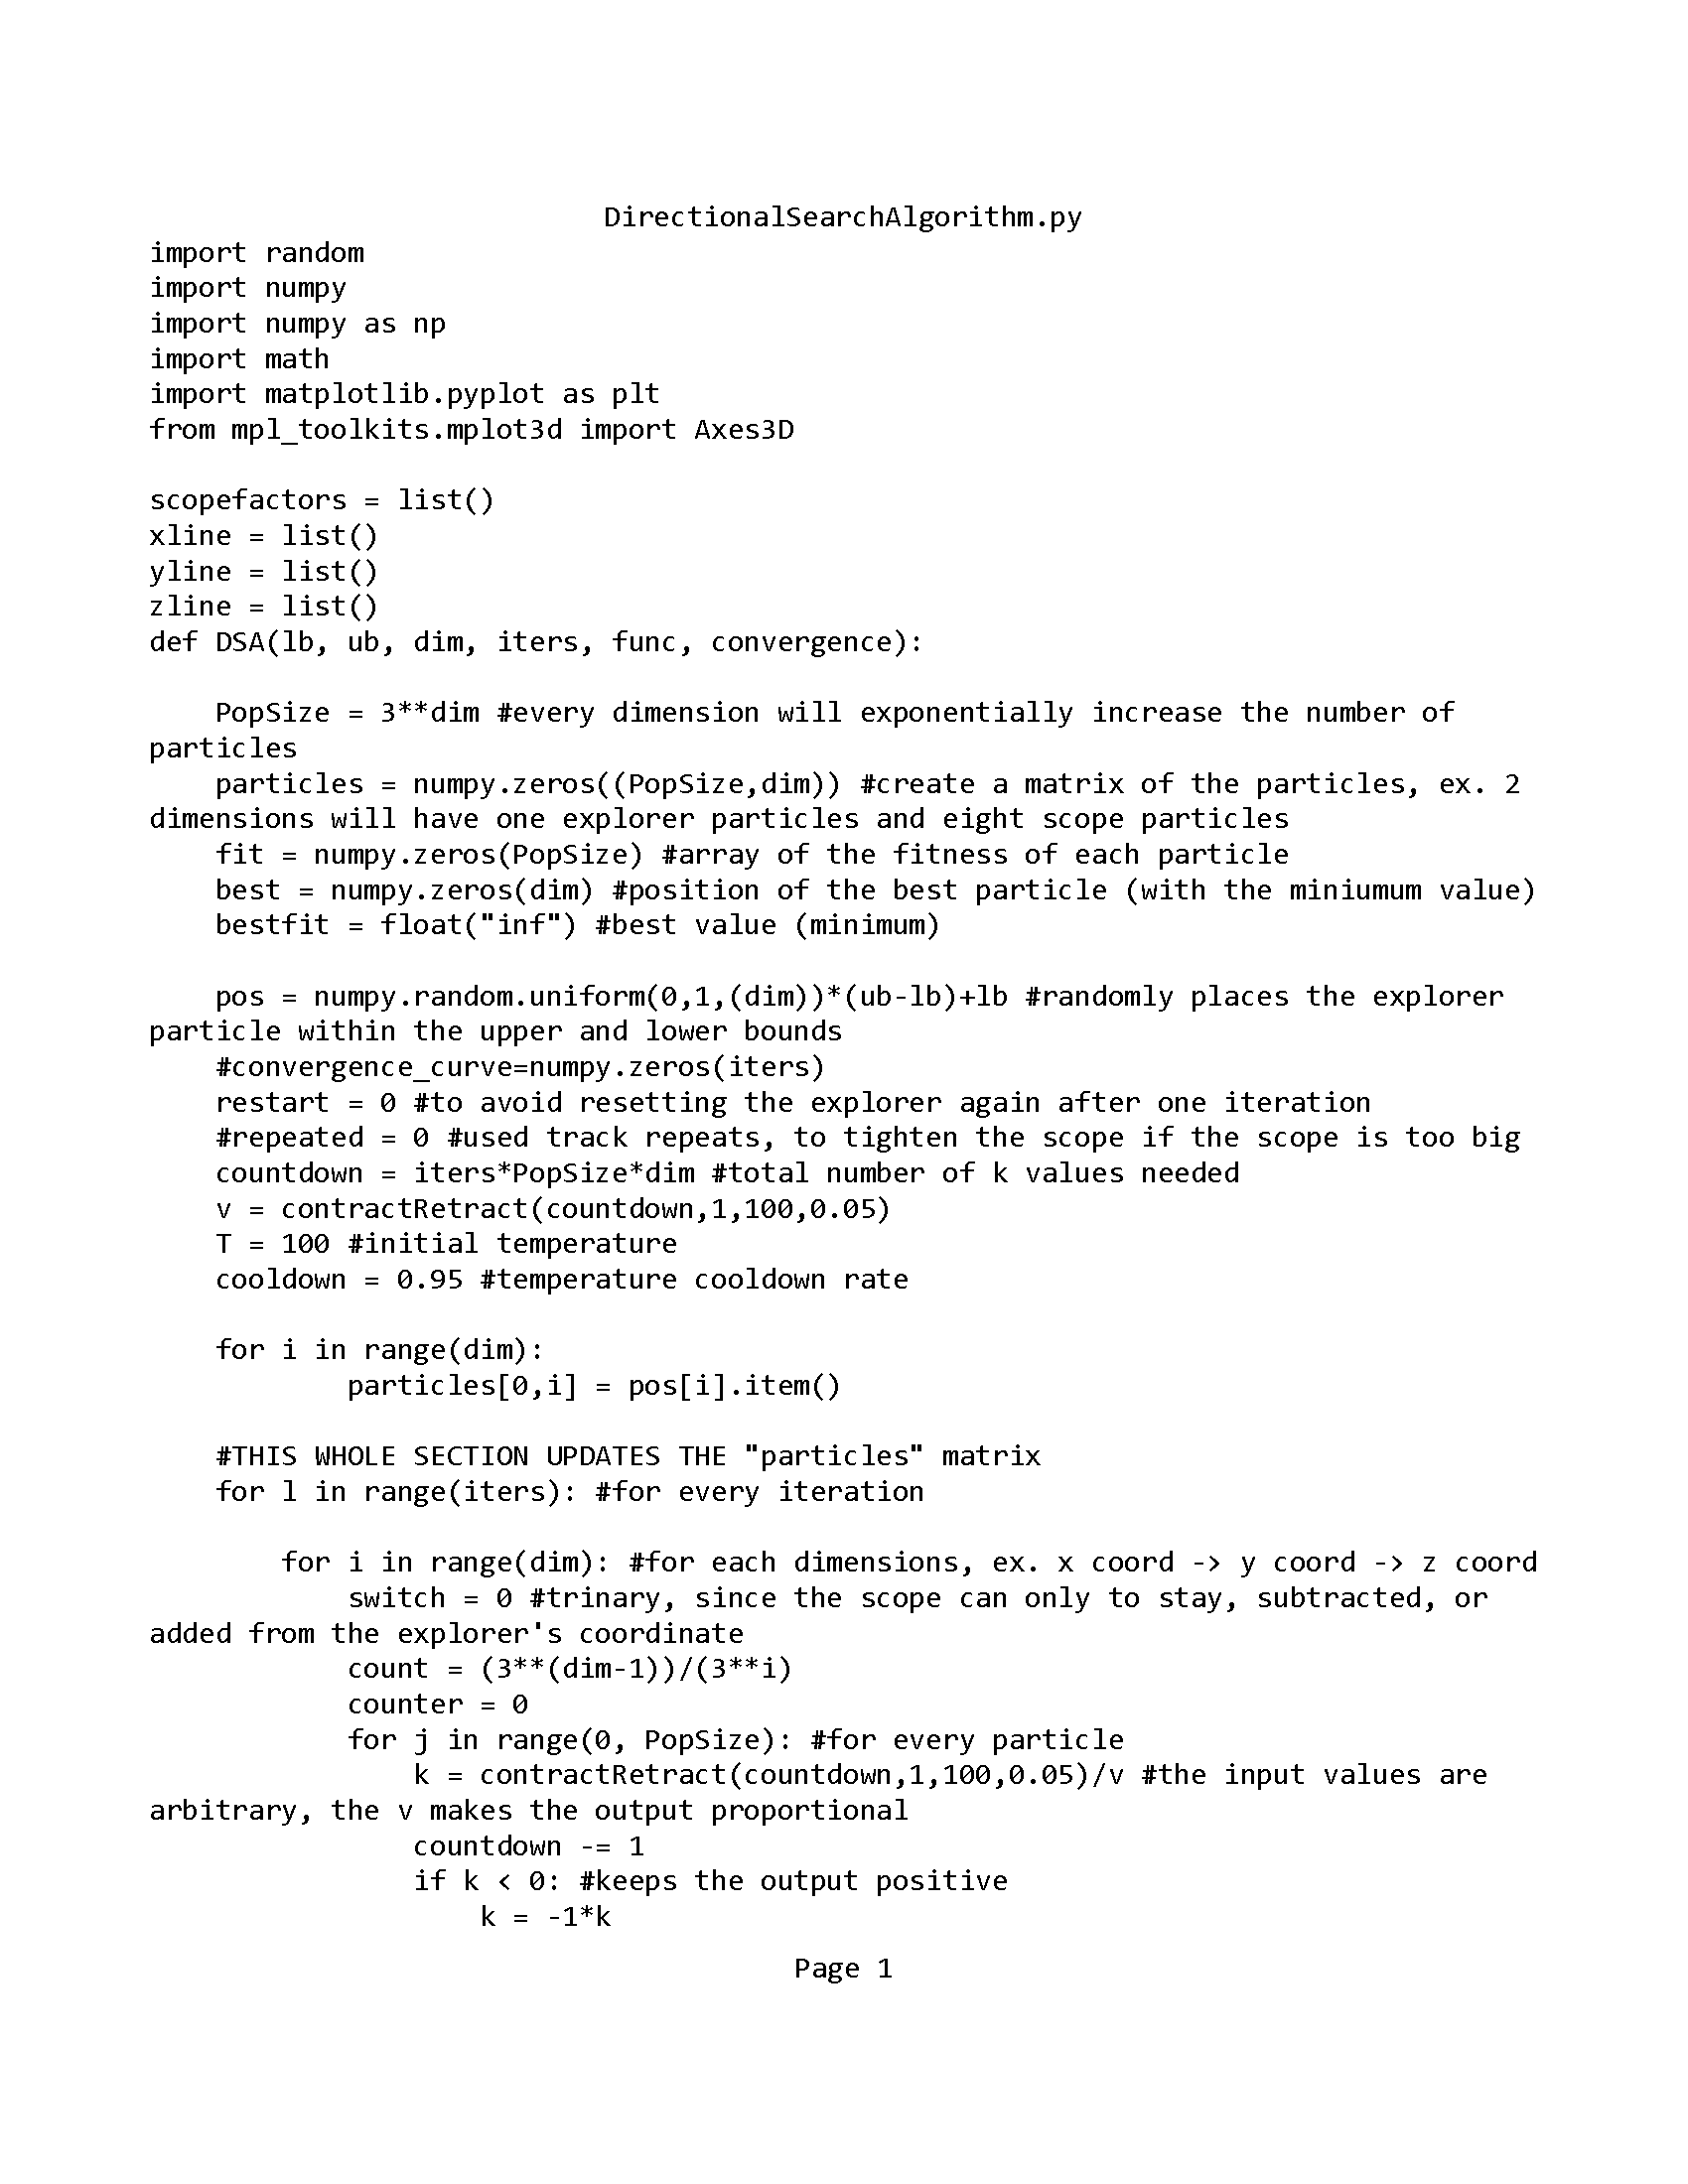 DirectionalSearchAlgorithm.py
import random
import numpy
import numpy as np
import math
import matplotlib.pyplot as plt
from mpl_toolkits.mplot3d import Axes3D
scopefactors = list()
xline = list()
yline = list()
zline = list()
def DSA(lb, ub, dim, iters, func, convergence):
    PopSize = 3**dim #every dimension will exponentially increase the number of
particles
    particles = numpy.zeros((PopSize,dim)) #create a matrix of the particles, ex. 2
dimensions will have one explorer particles and eight scope particles
    fit = numpy.zeros(PopSize) #array of the fitness of each particle
    best = numpy.zeros(dim) #position of the best particle (with the miniumum value)
    bestfit = float("inf") #best value (minimum)
    pos = numpy.random.uniform(0,1,(dim))*(ub-lb)+lb #randomly places the explorer
particle within the upper and lower bounds
    #convergence_curve=numpy.zeros(iters)
    restart = 0 #to avoid resetting the explorer again after one iteration
    #repeated = 0 #used track repeats, to tighten the scope if the scope is too big
    countdown = iters*PopSize*dim #total number of k values needed
    v = contractRetract(countdown,1,100,0.05)
    T = 100 #initial temperature
    cooldown = 0.95 #temperature cooldown rate
    for i in range(dim):
            particles[0,i] = pos[i].item()
    #THIS WHOLE SECTION UPDATES THE "particles" matrix
    for l in range(iters): #for every iteration
        for i in range(dim): #for each dimensions, ex. x coord -> y coord -> z coord
            switch = 0 #trinary, since the scope can only to stay, subtracted, or
added from the explorer's coordinate
            count = (3**(dim-1))/(3**i)
            counter = 0
            for j in range(0, PopSize): #for every particle
                k = contractRetract(countdown,1,100,0.05)/v #the input values are
arbitrary, the v makes the output proportional
                countdown -= 1
                if k < 0: #keeps the output positive
                    k = -1*k
Page 1